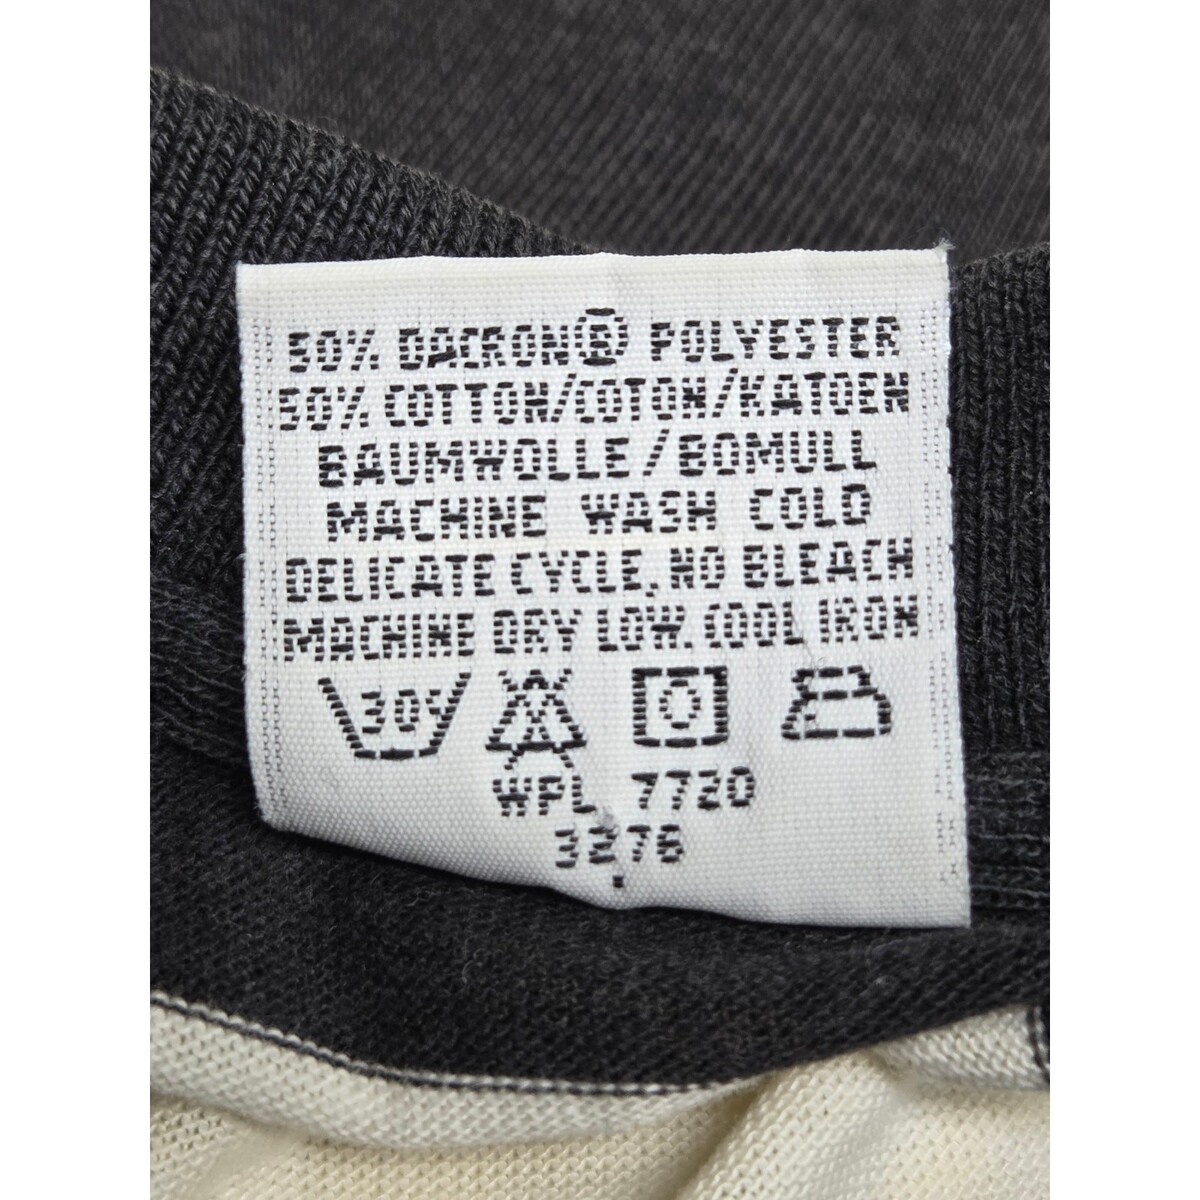 50% DACRON® POLYESTER
50% COTTON/COTON/KATOEN
BAUMWOLLE/BOMULL
MACHINE WASH COLD
DELICATE CYCLE, NO BLEACH
MACHINE DRY LOW, COOL IRON
30°
WPL 7720
3276